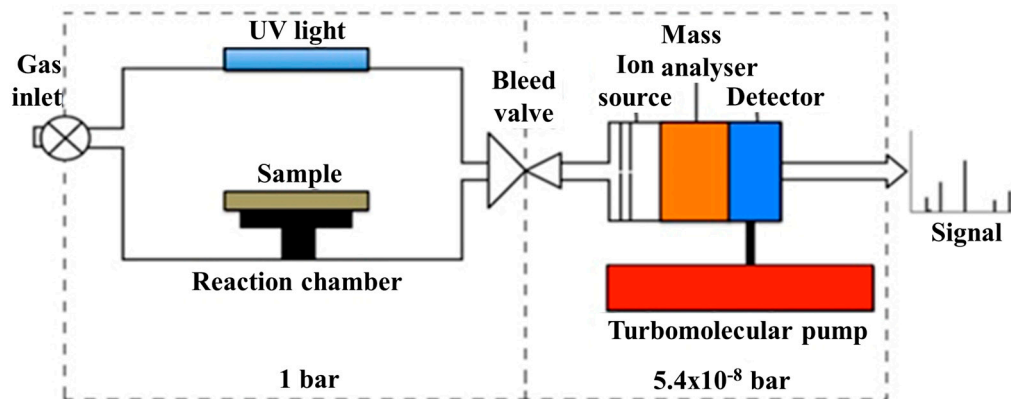 UV light
Gas
inlet
Sample
Reaction chamber
1 bar
Bleed
valve
Mass
analyser
Ion
source
Detector
Signal
Turbomolecular pump
5.4x10⁻⁸ bar